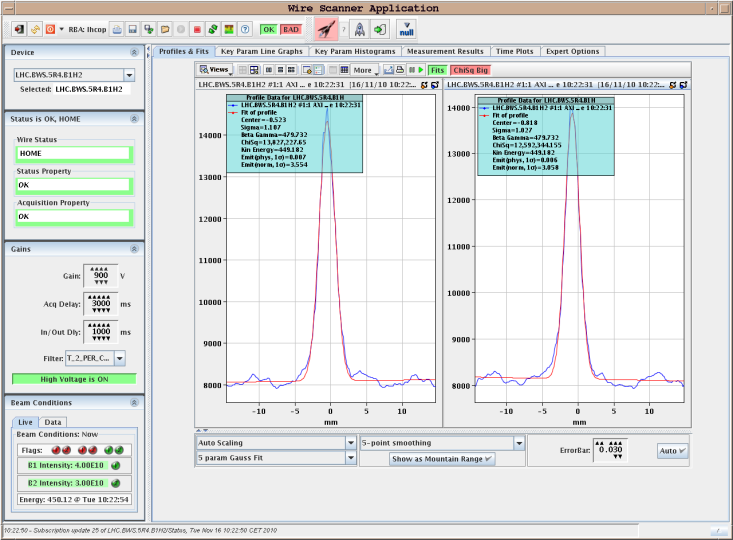 Wire Scanner Application
RBA: lhcop
OK
BAD
null
Device
LHC.BWS.5R4.B1H2
Selected: LHC.BWS.5R4.B1H2
Status is OK, HOME
Wire Status
HOME
Status Property
OK
Acquisition Property
OK
Gains
Gain: 900 V
Acq Delay: 3000 ms
In/Out Dly: 1000 ms
Filter: T_2_PER_C...
High Voltage is ON
Beam Conditions
Live Data
Beam Conditions: Now
Flags:
B1 Intensity: 4.00E10
B2 Intensity: 3.00E10
Energy: 450.12 @ Tue 10:22:54
Profiles & Fits
Key Param Line Graphs
Key Param Histograms
Measurement Results
Time Plots
Expert Options
Views
More
Fits
ChiSq Big
LHC.BWS.5R4.B1H2 #1:1 AXI ... e 10:22:31 (16/11/10 10:22:...
Profile Data for LHC.BWS.5R4.B1H2
LHC.BWS.5R4.B1H2 #1:1 AXI ... e 10:22:31
Fit of profile
Center=-0.523
Sigma=1.107
Beta Gamma=479.732
ChiSq=13,027,227.65
Kin Energy=449.182
Emit(phys, 1σ)=0.007
Emit(norm, 1σ)=3.554
14000
13000
12000
11000
10000
9000
8000
-10 -5 0 5 10
mm
LHC.BWS.5R4.B1H2 #1:1 AXI ... e 10:22:31 (16/11/10 10:22:...
Profile Data for LHC.BWS.5R4.B1H
LHC.BWS.5R4.B1H2 #1:1 AXI ... e 10:22:31
Fit of profile
Center=-0.818
Sigma=1.027
Beta Gamma=479.732
ChiSq=12,592,344.155
Kin Energy=449.182
Emit(phys, 1σ)=0.006
Emit(norm, 1σ)=3.058
14000
13000
12000
11000
10000
9000
8000
-10 -5 0 5 10
mm
Auto Scaling
5-point smoothing
5 param Gauss Fit
Show as Mountain Range
ErrorBar: 0.030
Auto
10:22:50 - Subscription update 25 of LHC.BWS.5R4.B1H2/Status, Tue Nov 16 10:22:50 CET 2010